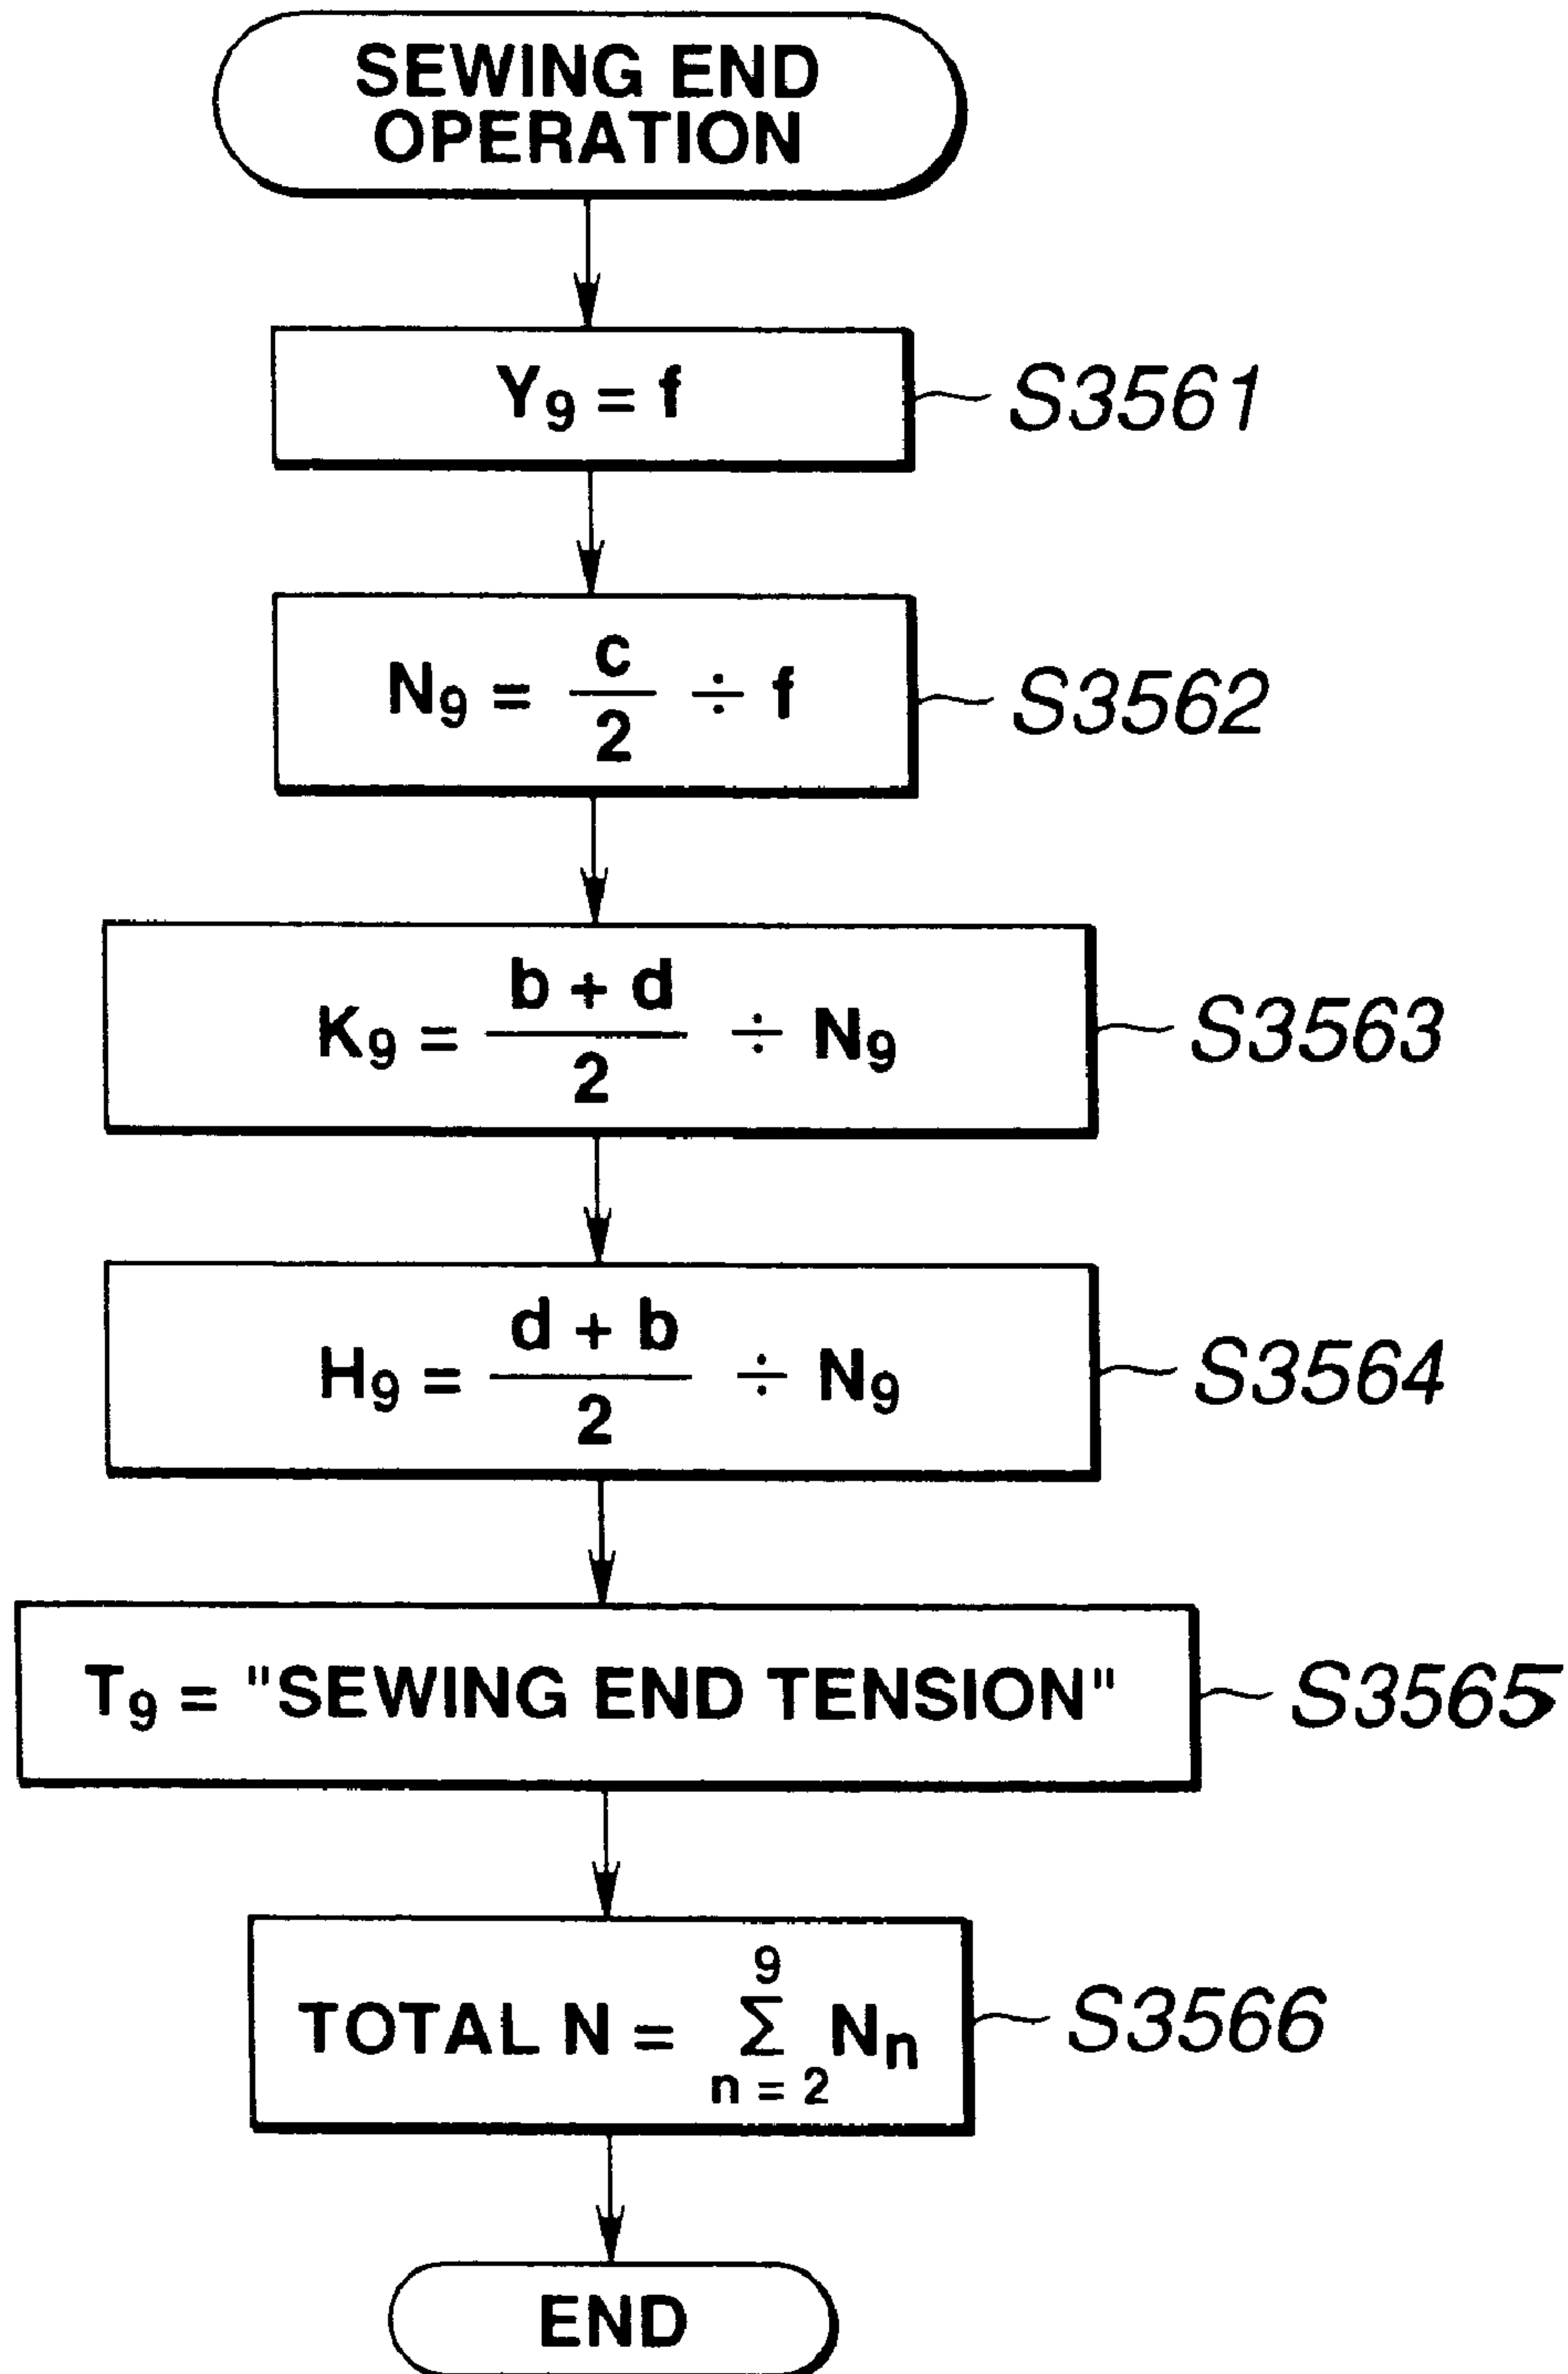 SEWING END
OPERATION
Y₉ = f
S3561
N₉ = c/2 ÷ f
S3562
K₉ = b + d/2 ÷ N₉
S3563
H₉ = d + b/2 ÷ N₉
S3564
T₉ = "SEWING END TENSION"
S3565
TOTAL N = 9 Σ n = 2 Nn
S3566
END